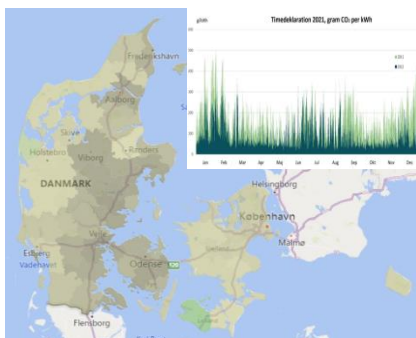 g/kWh
Timedeklaration 2021, gram CO₂ per kWh
Jan Feb Mar Apr Maj Jun Jul Aug Sep Okt Nov Dec
Frederikshavn
Aalborg
Skive
Holstebro
Viborg
Randers
DANMARK
Helsingborg
København
Vejle
Esbjerg
Vadehavet
Odense
Malmö
Flensborg